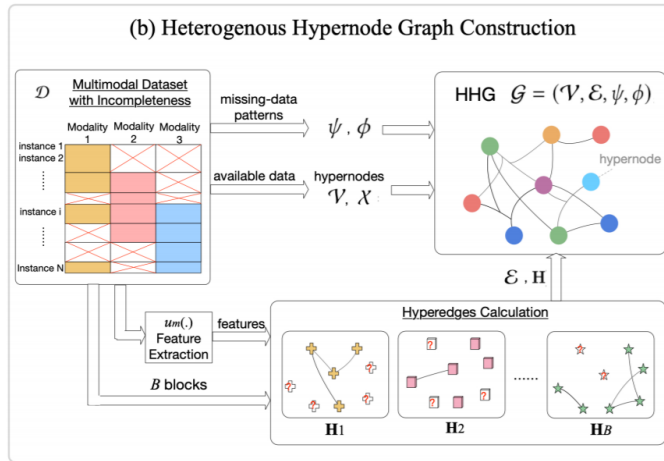 (b) Heterogenous Hypernode Graph Construction
𝒟 Multimodal Dataset
with Incompleteness
Modality 1
Modality 2
Modality 3
instance 1
instance 2
instance i
Instance N
missing-data
patterns
ψ , ϕ
available data
hypernodes
𝒱, 𝒳
HHG 𝒢 = (𝒱, ℰ, ψ, ϕ)
hypernode
ℰ , H
um(.)
Feature
Extraction
features
B blocks
Hyperedges Calculation
? ? ? ?
? ? ?
......
? ?
H1
H2
HB